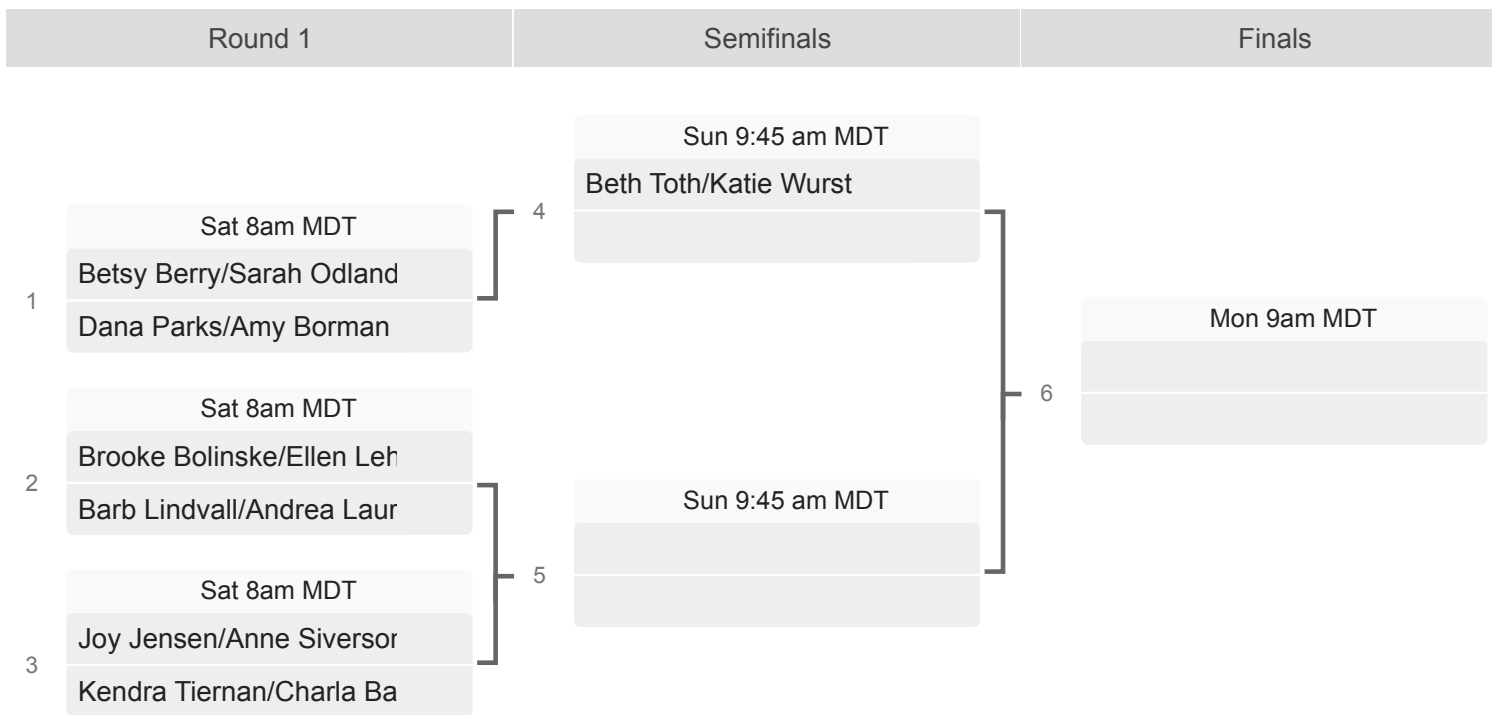 Round 1
Semifinals
Finals
Sun 9:45 am MDT
Beth Toth/Katie Wurst
4
Sat 8am MDT
Betsy Berry/Sarah Odland
1
Dana Parks/Amy Borman
Mon 9am MDT
6
Sat 8am MDT
Brooke Bolinske/Ellen Leh
2
Barb Lindvall/Andrea Laur
Sun 9:45 am MDT
5
Sat 8am MDT
Joy Jensen/Anne Siverson
3
Kendra Tiernan/Charla Ba